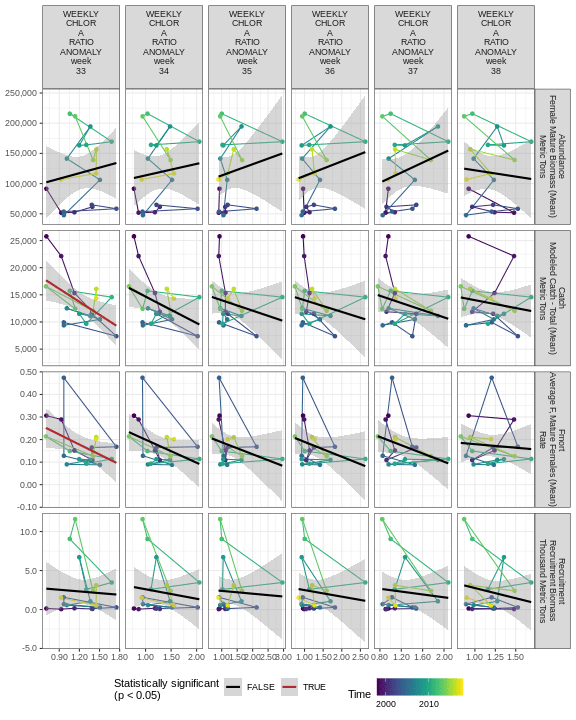 WEEKLY
CHLOR
A
RATIO
ANOMALY
week
33
WEEKLY
CHLOR
A
RATIO
ANOMALY
week
34
WEEKLY
CHLOR
A
RATIO
ANOMALY
week
35
WEEKLY
CHLOR
A
RATIO
ANOMALY
week
36
WEEKLY
CHLOR
A
RATIO
ANOMALY
week
37
WEEKLY
CHLOR
A
RATIO
ANOMALY
week
38
250,000
200,000
150,000
100,000
50,000
Abundance
Female Mature Biomass (Mean)
Metric Tons
25,000
20,000
15,000
10,000
5,000
Catch
Modeled Catch - Total (Mean)
Metric Tons
0.50
0.40
0.30
0.20
0.10
0.00
-0.10
Fmort
Average F, Mature Females (Mean)
Rate
10.0
5.0
0.0
-5.0
Recruitment
Recruitment Biomass
Thousand Metric Tons
0.90 1.20 1.50 1.80
1.00 1.50 2.00
1.00 1.50 2.00 2.50 3.00
1.00 1.50 2.00 2.50
0.80 1.20 1.60 2.00
1.00 1.25 1.50
Statistically significant
(p < 0.05)
FALSE
TRUE
Time
2000 2010